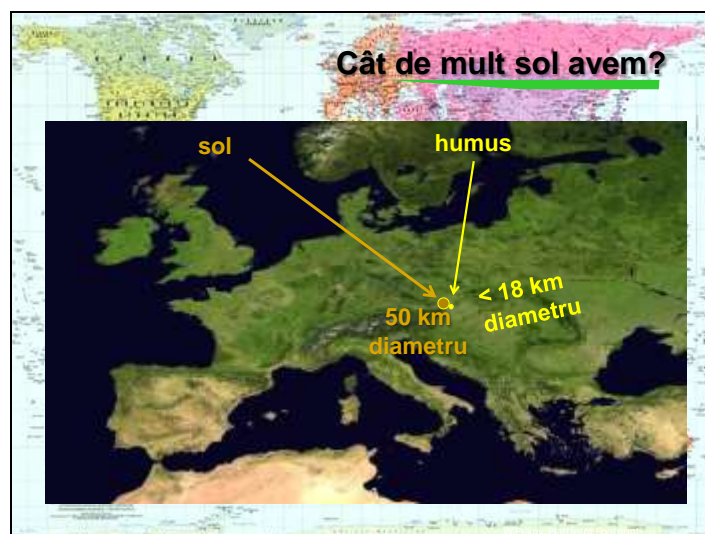 Cât de mult sol avem?
sol
humus
< 18 km
diametru
50 km
diametru